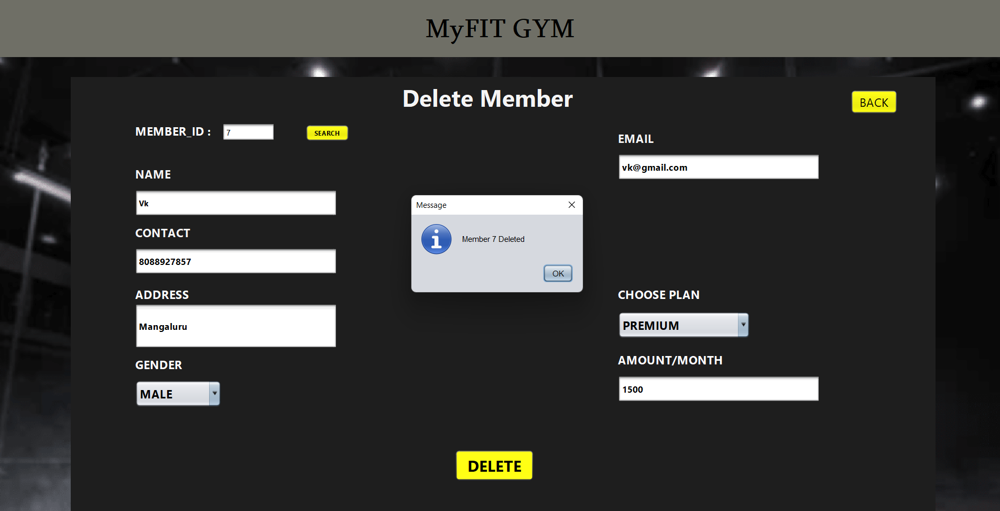 MyFIT GYM
Delete Member
BACK
MEMBER_ID :
7
SEARCH
NAME
Vk
CONTACT
8088927857
ADDRESS
Mangaluru
GENDER
MALE
EMAIL
vk@gmail.com
Message
Member 7 Deleted
OK
CHOOSE PLAN
PREMIUM
AMOUNT/MONTH
1500
DELETE